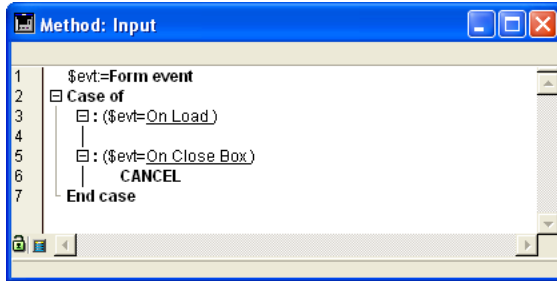 Method: Input
1 $evt:=Form event
2 Case of
3 : ($evt=On Load )
4
5 : ($evt=On Close Box )
6 CANCEL
7 End case